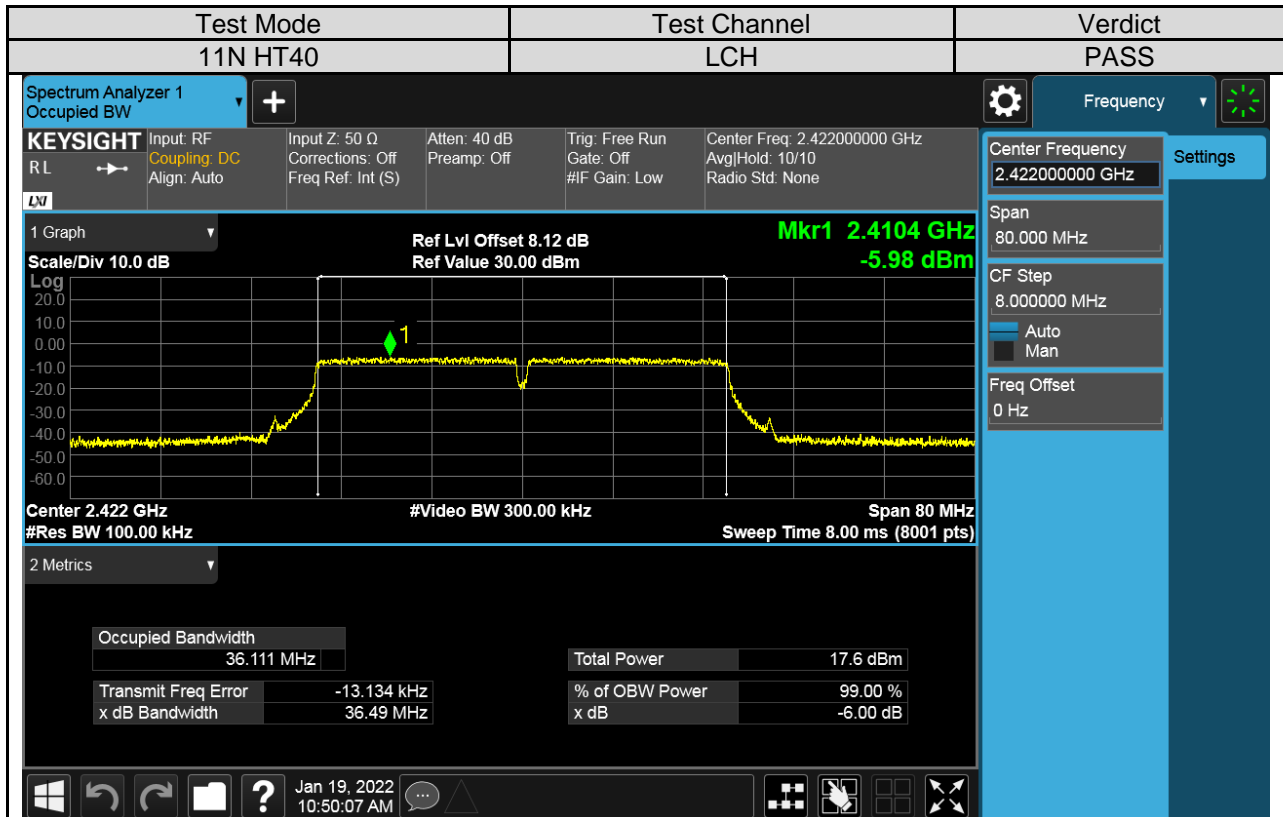 Test Mode Test Channel Verdict
11N HT40 LCH PASS
Spectrum Analyzer 1
Occupied BW
+
Frequency
KEYSIGHT Input: RF Input Z: 50 Ω Atten: 40 dB Trig: Free Run Center Freq: 2.422000000 GHz
RL Coupling: DC Corrections: Off Preamp: Off Gate: Off Avg|Hold: 10/10
Align: Auto Freq Ref: Int (S) #IF Gain: Low Radio Std: None
LXI
Center Frequency
2.422000000 GHz
Settings
Span
80.000 MHz
CF Step
8.000000 MHz
Auto
Man
Freq Offset
0 Hz
1 Graph Ref Lvl Offset 8.12 dB Mkr1 2.4104 GHz
Scale/Div 10.0 dB Ref Value 30.00 dBm -5.98 dBm
Log
20.0
10.0
1
0.00
-10.0
-20.0
-30.0
-40.0
-50.0
-60.0
Center 2.422 GHz #Video BW 300.00 kHz Span 80 MHz
#Res BW 100.00 kHz Sweep Time 8.00 ms (8001 pts)
2 Metrics
Occupied Bandwidth
36.111 MHz Total Power 17.6 dBm
Transmit Freq Error -13.134 kHz % of OBW Power 99.00 %
x dB Bandwidth 36.49 MHz x dB -6.00 dB
? Jan 19, 2022
10:50:07 AM